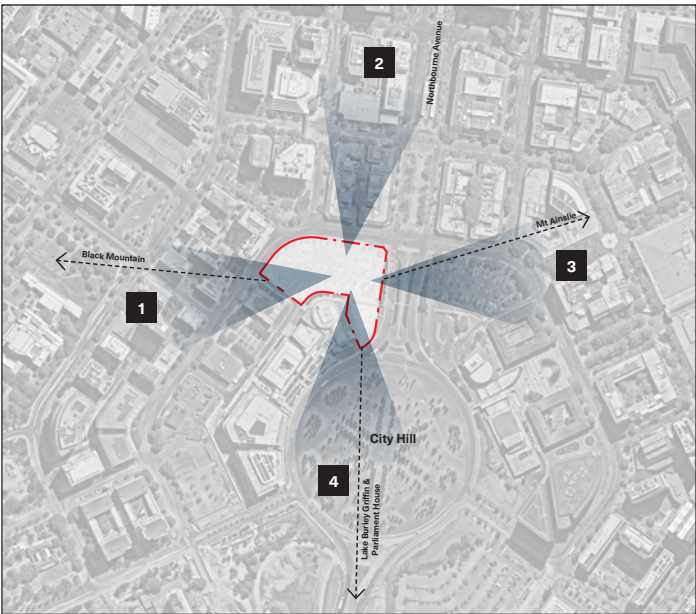 2
Northbourne Avenue
Mt Ainslie
Black Mountain
3
1
City Hill
4
Lake Burley Griffin &
Parliament House